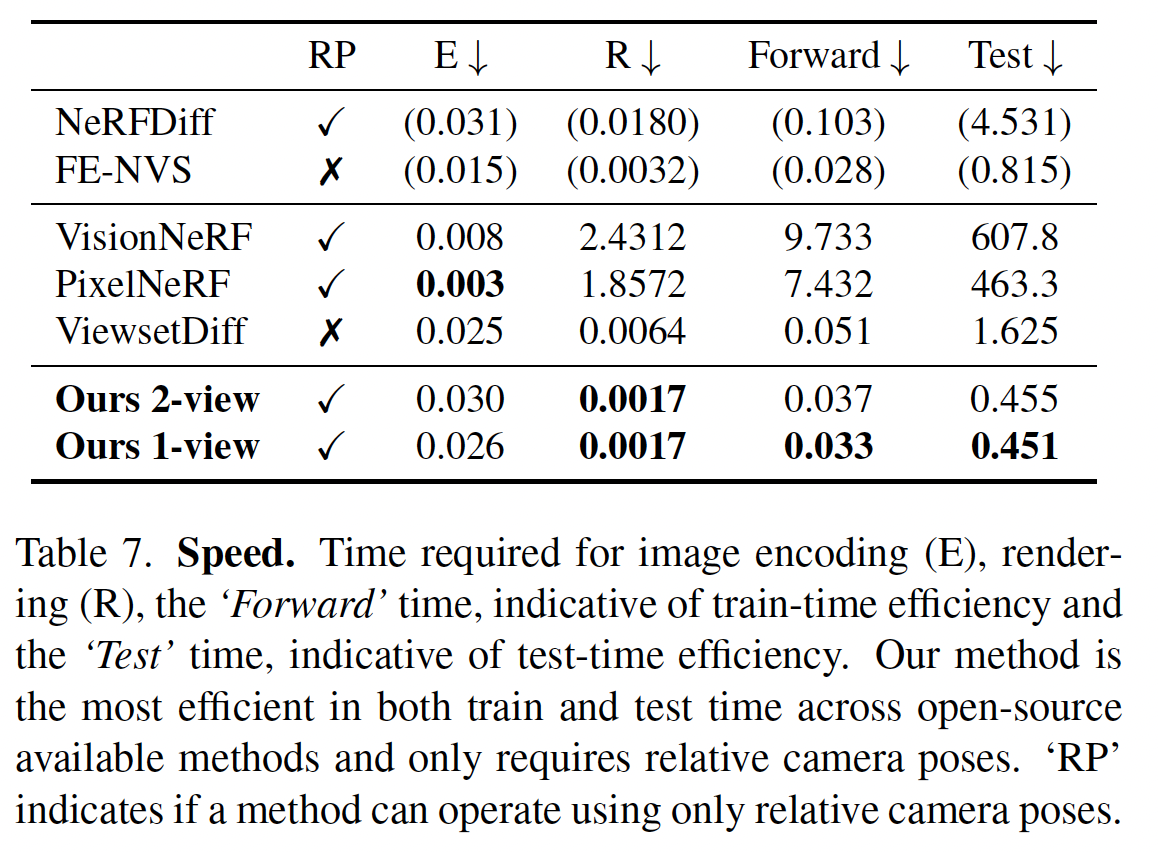 RP E ↓ R ↓ Forward ↓ Test ↓
NeRFDiff ✓ (0.031) (0.0180) (0.103) (4.531)
FE-NVS ✗ (0.015) (0.0032) (0.028) (0.815)
VisionNeRF ✓ 0.008 2.4312 9.733 607.8
PixelNeRF ✓ 0.003 1.8572 7.432 463.3
ViewsetDiff ✗ 0.025 0.0064 0.051 1.625
Ours 2-view ✓ 0.030 0.0017 0.037 0.455
Ours 1-view ✓ 0.026 0.0017 0.033 0.451
Table 7. Speed. Time required for image encoding (E), render-
ing (R), the ‘Forward’ time, indicative of train-time efficiency and
the ‘Test’ time, indicative of test-time efficiency. Our method is
the most efficient in both train and test time across open-source
available methods and only requires relative camera poses. ‘RP’
indicates if a method can operate using only relative camera poses.